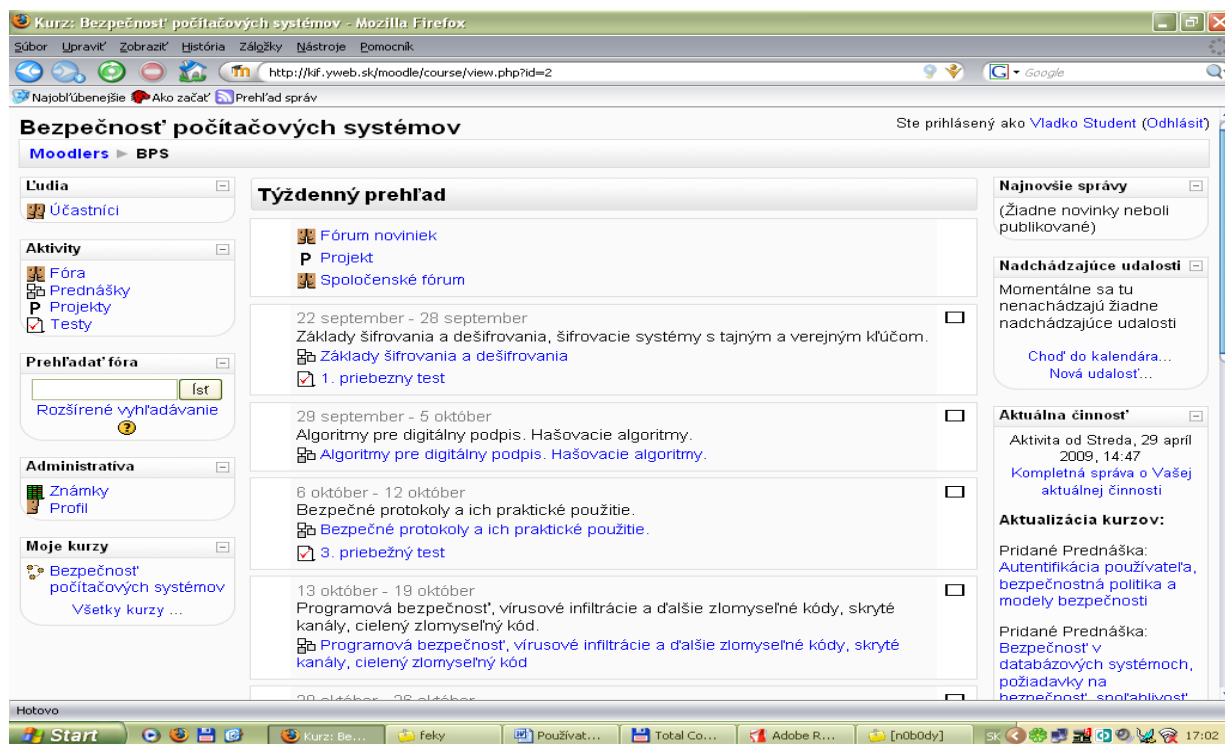 Kurz: Bezpečnosť počítačových systémov - Mozilla Firefox
Súbor Upraviť Zobraziť História Záložky Nástroje Pomocník
http://kif.yweb.sk/moodle/course/view.php?id=2
Google
Najobľúbenejšie Ako začať Prehľad správ
Bezpečnosť počítačových systémov
Ste prihlásený ako Vladko Student (Odhlásiť)
Moodlers ► BPS
Ľudia
Účastníci
Aktivity
Fóra
Prednášky
Projekty
Testy
Prehľadať fóra
Ísť
Rozšírené vyhľadávanie
Administratíva
Známky
Profil
Moje kurzy
Bezpečnosť
počítačových systémov
Všetky kurzy ...
Týždenný prehľad
Fórum noviniek
P Projekt
Spoločenské fórum
22 september - 28 september
Základy šifrovania a dešifrovania, šifrovacie systémy s tajným a verejným kľúčom.
Základy šifrovania a dešifrovania
1. priebezny test
29 september - 5 október
Algoritmy pre digitálny podpis. Hašovacie algoritmy.
Algoritmy pre digitálny podpis. Hašovacie algoritmy.
6 október - 12 október
Bezpečné protokoly a ich praktické použitie.
Bezpečné protokoly a ich praktické použitie.
3. priebežný test
13 október - 19 október
Programová bezpečnosť, vírusové infiltrácie a ďalšie zlomyseľné kódy, skryté
kanály, cielený zlomyseľný kód.
Programová bezpečnosť, vírusové infiltrácie a ďalšie zlomyseľné kódy, skryté
kanály, cielený zlomyseľný kód
20 október - 26 október
Najnovšie správy
(Žiadne novinky neboli
publikované)
Nadchádzajúce udalosti
Momentálne sa tu
nenachádzajú žiadne
nadchádzajúce udalosti
Choď do kalendára...
Nová udalosť...
Aktuálna činnosť
Aktivita od Streda, 29 apríl
2009, 14:47
Kompletná správa o Vašej
aktuálnej činnosti
Aktualizácia kurzov:
Pridané Prednáška:
Autentifikácia používateľa,
bezpečnostná politika a
modely bezpečnosti
Pridané Prednáška:
Bezpečnosť v
databázových systémoch,
požiadavky na
bezpečnosť, spoľahlivosť
Hotovo
Start
Kurz: Be...
feky
Používat...
Total Co...
Adobe R...
[n0b0dy]
SK
17:02